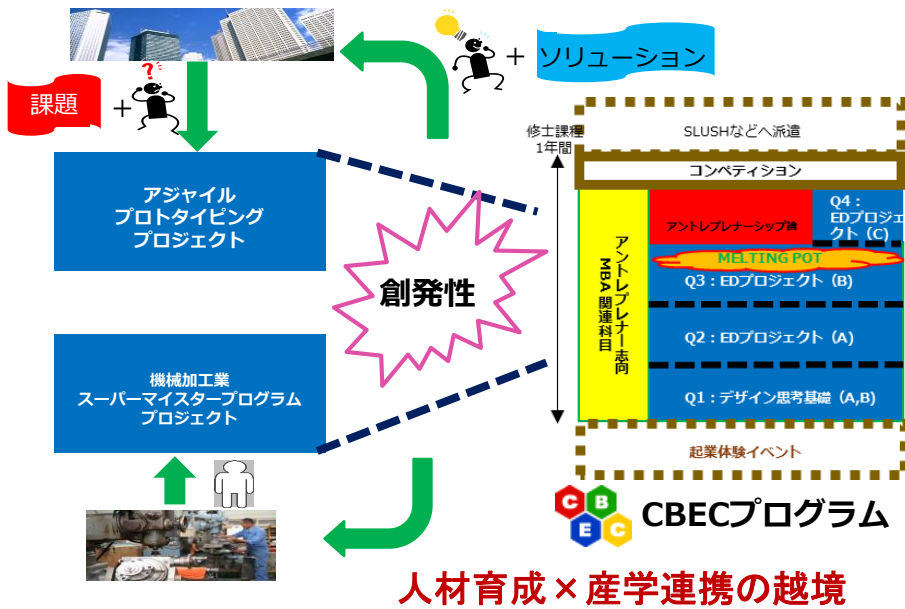 ソリューション
+
課題
+
?
アジャイル
プロトタイピング
プロジェクト
創発性
機械加工業
スーパーマイスタープログラム
プロジェクト
修士課程
1年間
SLUSHなどへ派遣
コンペティション
アントレプレナー志向
MBA関連科目
アントレプレナーシップ論
Q4：
EDプロジェ
クト（C）
MELTING POT
Q3：EDプロジェクト（B）
Q2：EDプロジェクト（A）
Q1：デザイン思考基礎（A,B）
起業体験イベント
C B E C
CBECプログラム
人材育成×産学連携の越境